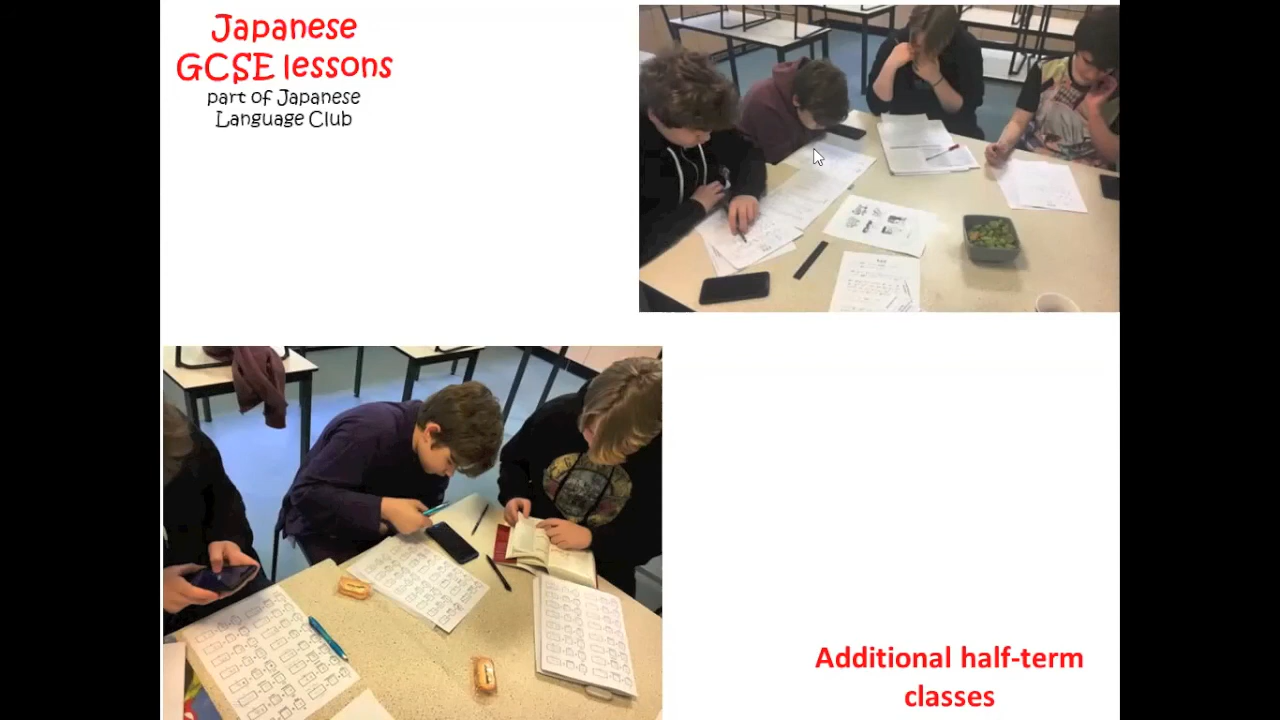 Japanese
GCSE lessons
part of Japanese
Language Club
Additional half-term
classes